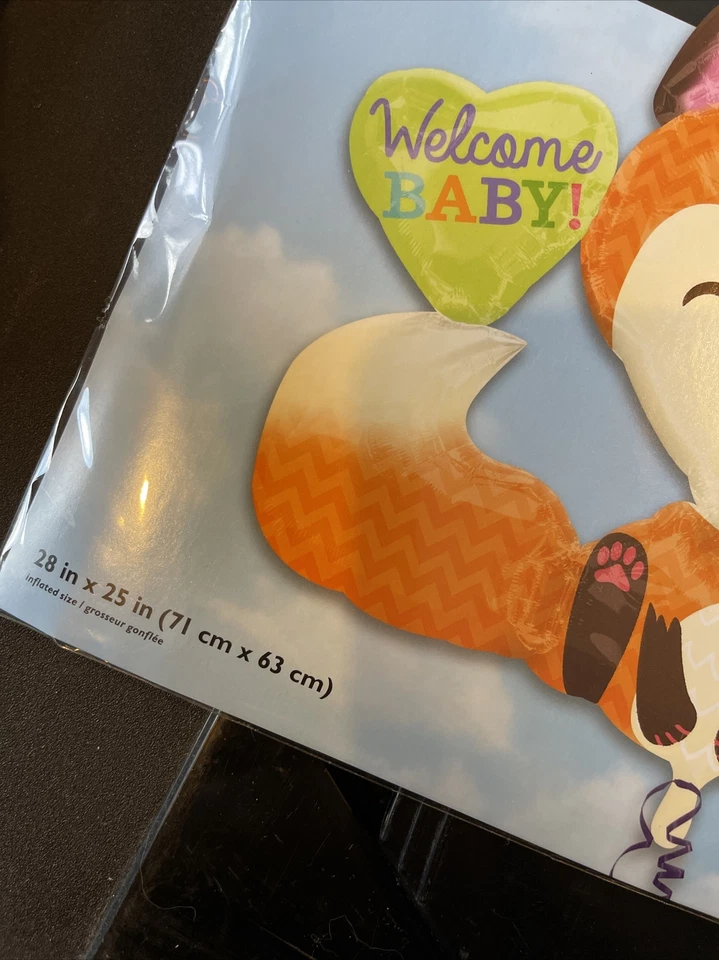 Welcome
BABY!
28 in x 25 in (71 cm x 63 cm)
inflated size / grosseur gonflée